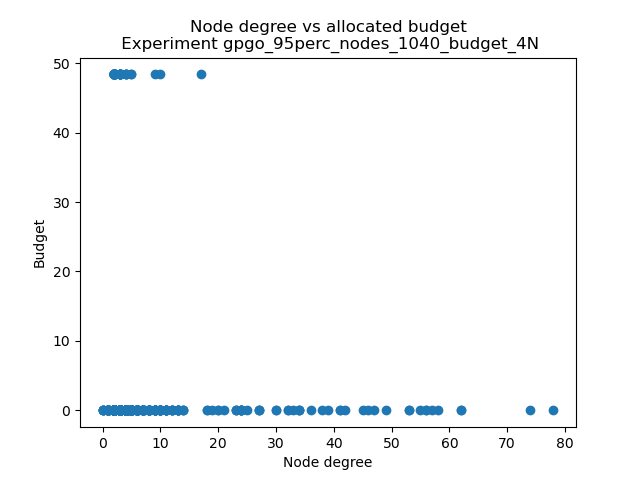 Node degree vs allocated budget
Experiment gpgo_95perc_nodes_1040_budget_4N
50
40
30
20
10
0
Budget
0 10 20 30 40 50 60 70 80
Node degree